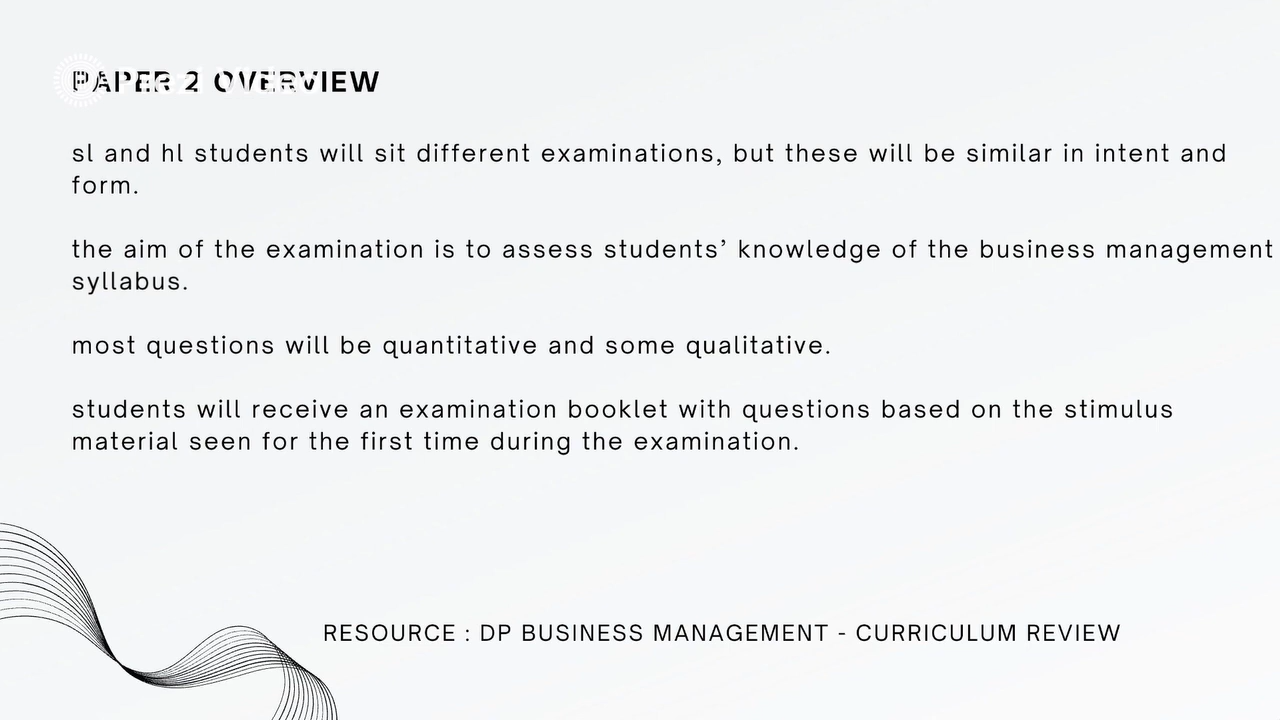 PAPER 2 OVERVIEW
sl and hl students will sit different examinations, but these will be similar in intent and
form.
the aim of the examination is to assess students’ knowledge of the business management
syllabus.
most questions will be quantitative and some qualitative.
students will receive an examination booklet with questions based on the stimulus
material seen for the first time during the examination.
RESOURCE : DP BUSINESS MANAGEMENT - CURRICULUM REVIEW